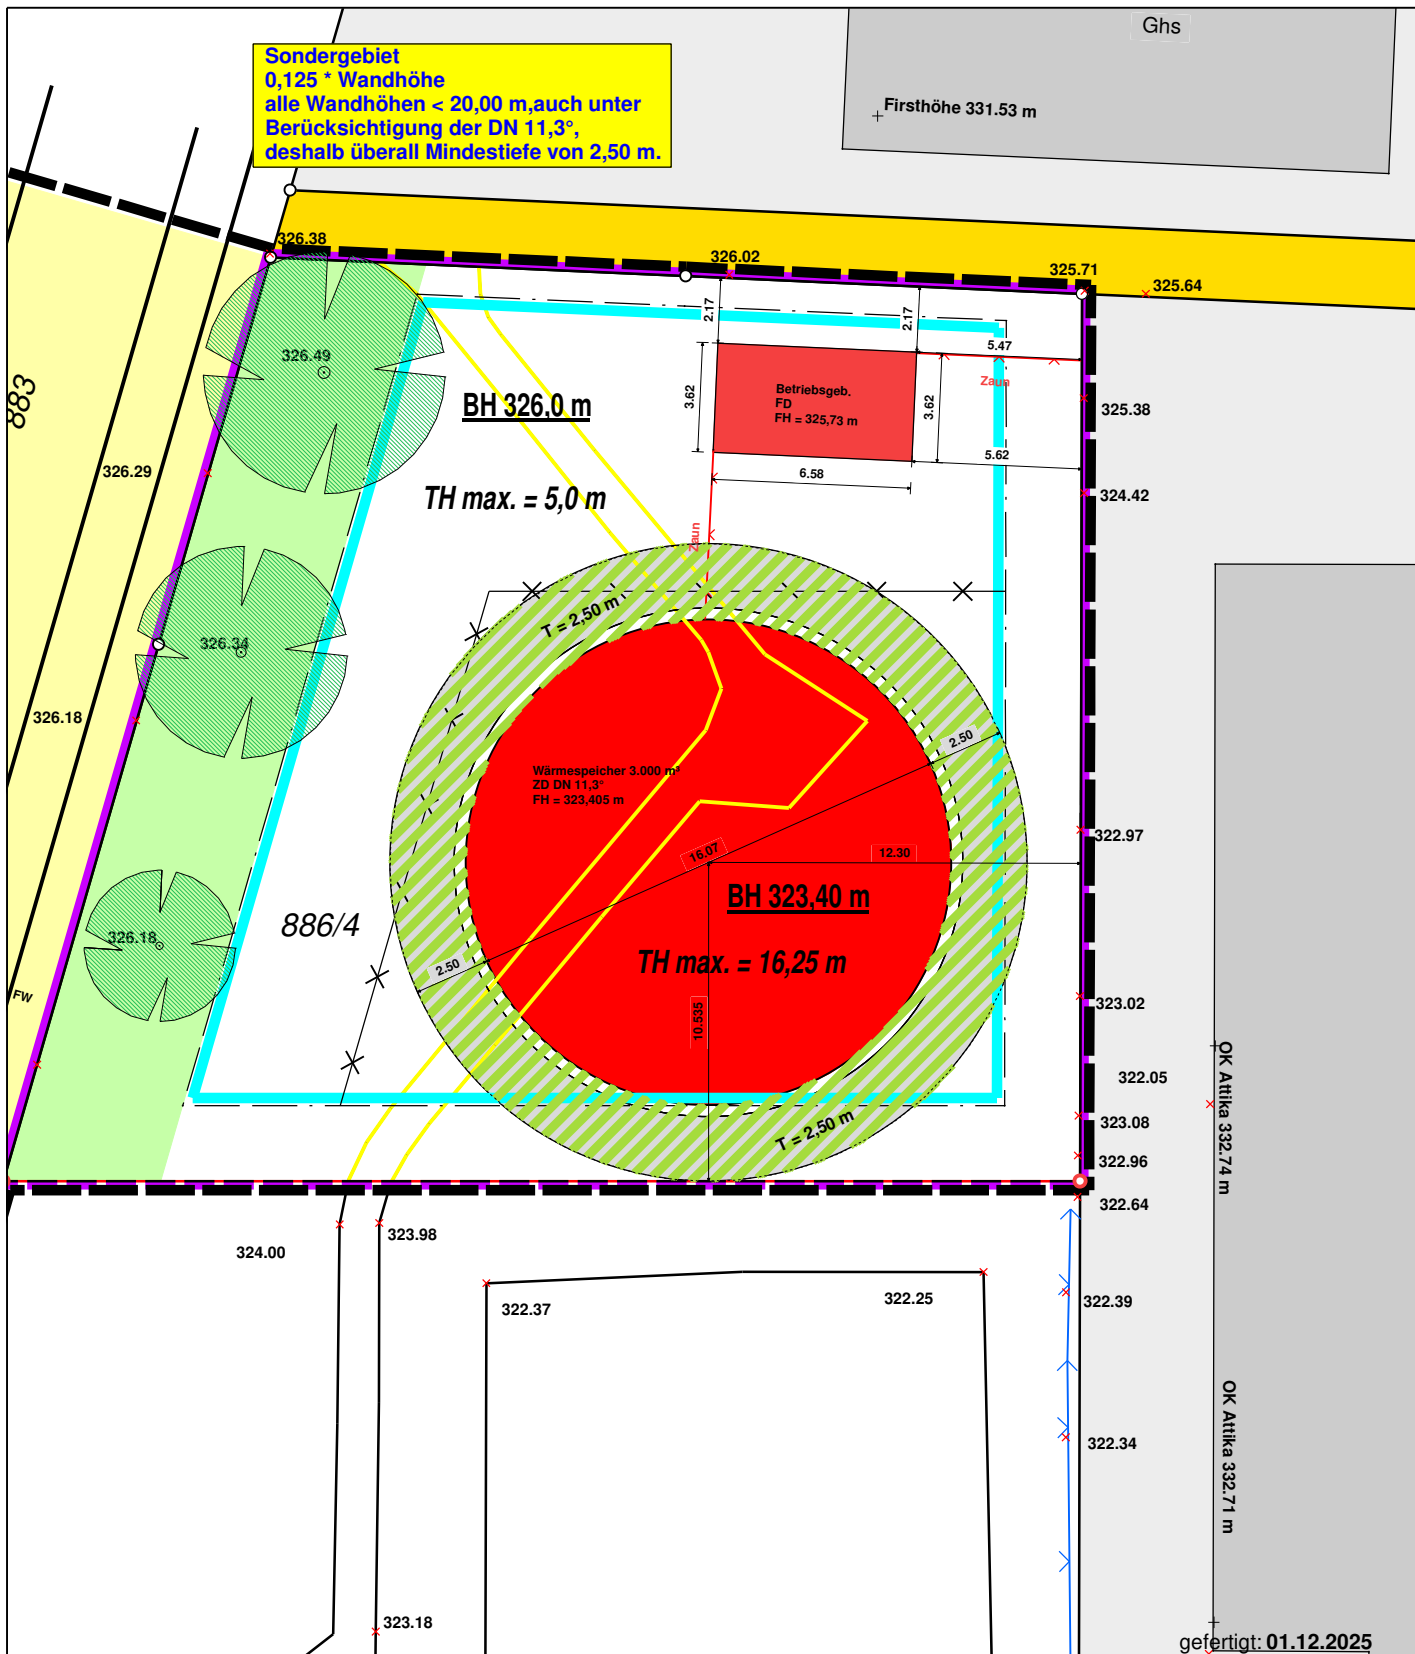 Ghs
Sondergebiet
0,125 * Wandhöhe
alle Wandhöhen < 20,00 m,auch unter
Berücksichtigung der DN 11,3°,
deshalb überall Mindestiefe von 2,50 m.
Firsthöhe 331.53 m
326.38
326.02
325.71
325.64
2.17
2.17
5.47
326.49
Zaun
883
BH 326,0 m
3.62
Betriebsgeb.
FD
FH = 325,73 m
3.62
325.38
326.29
5.62
6.58
TH max. = 5,0 m
324.42
Zaun
T = 2,50 m
326.34
326.18
2.50
Wärmespeicher 3.000 m³
ZD DN 11,3°
FH = 323,405 m
322.97
16.07
12.30
BH 323,40 m
886/4
326.18
TH max. = 16,25 m
2.50
FW
10.535
323.02
OK Attika 332.74 m
322.05
323.08
T = 2,50 m
322.96
322.64
323.98
324.00
322.39
322.37
322.25
OK Attika 332.71 m
322.34
323.18
gefertigt: 01.12.2025